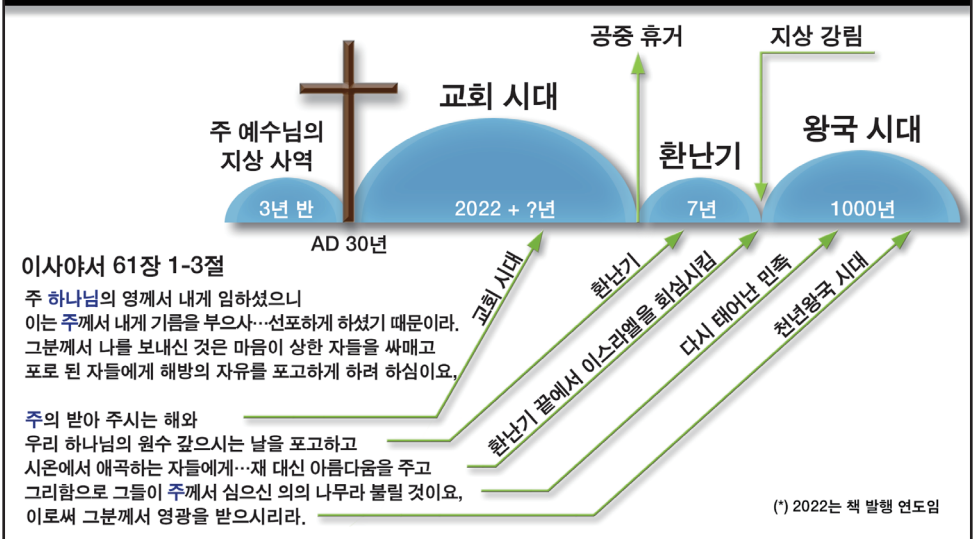 공중 휴거
지상 강림
교회 시대
주 예수님의
지상 사역
환난기
왕국 시대
3년 반
2022 + ?년
7년
1000년
AD 30년
이사야서 61장 1-3절
주 하나님의 영께서 내게 임하셨으니
이는 주께서 내게 기름을 부으사…선포하게 하셨기 때문이라.
그분께서 나를 보내신 것은 마음이 상한 자들을 싸매고
포로 된 자들에게 해방의 자유를 포고하게 하려 하심이요,
주의 받아 주시는 해와
우리 하나님의 원수 갚으시는 날을 포고하고
시온에서 애곡하는 자들에게…재 대신 아름다움을 주고
그리함으로 그들이 주께서 심으신 의의 나무라 불릴 것이요,
이로써 그분께서 영광을 받으시리라.
교회 시대
환난기
환난기 끝에서 이스라엘을 회심시킴
다시 태어난 민족
천년왕국 시대
(*) 2022는 책 발행 연도임